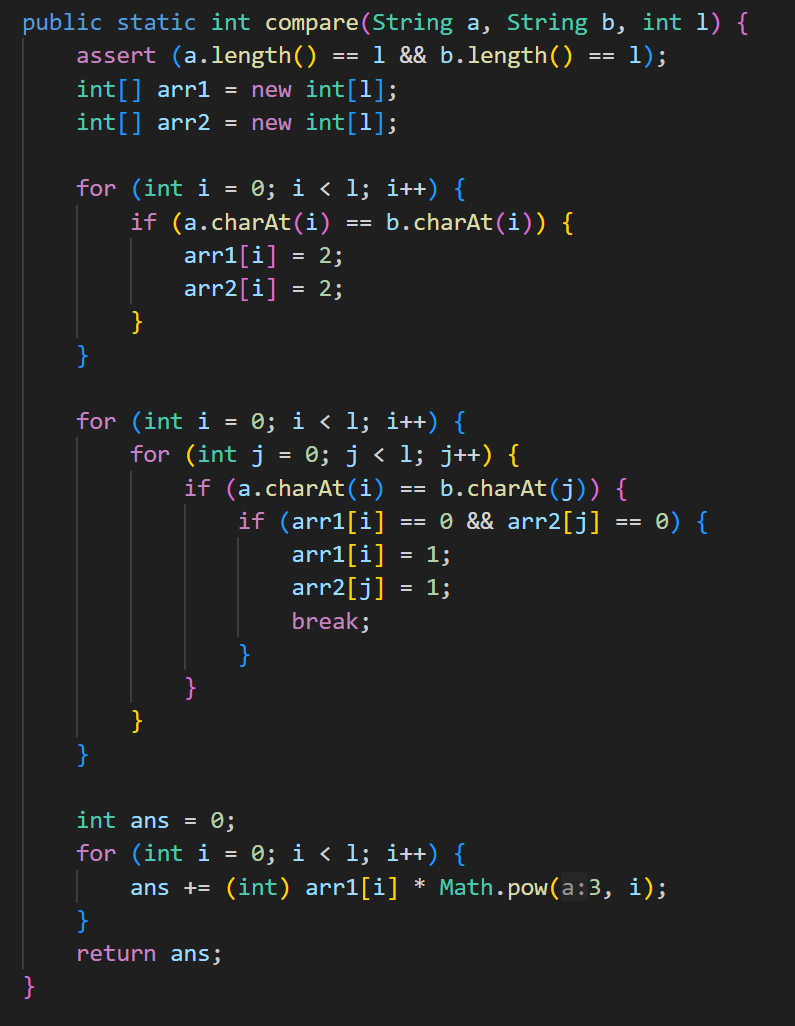 public static int compare(String a, String b, int l) {
    assert (a.length() == l && b.length() == l);
    int[] arr1 = new int[l];
    int[] arr2 = new int[l];

    for (int i = 0; i < l; i++) {
        if (a.charAt(i) == b.charAt(i)) {
            arr1[i] = 2;
            arr2[i] = 2;
        }
    }

    for (int i = 0; i < l; i++) {
        for (int j = 0; j < l; j++) {
            if (a.charAt(i) == b.charAt(j)) {
                if (arr1[i] == 0 && arr2[j] == 0) {
                    arr1[i] = 1;
                    arr2[j] = 1;
                    break;
                }
            }
        }
    }

    int ans = 0;
    for (int i = 0; i < l; i++) {
        ans += (int) arr1[i] * Math.pow(a:3, i);
    }
    return ans;
}